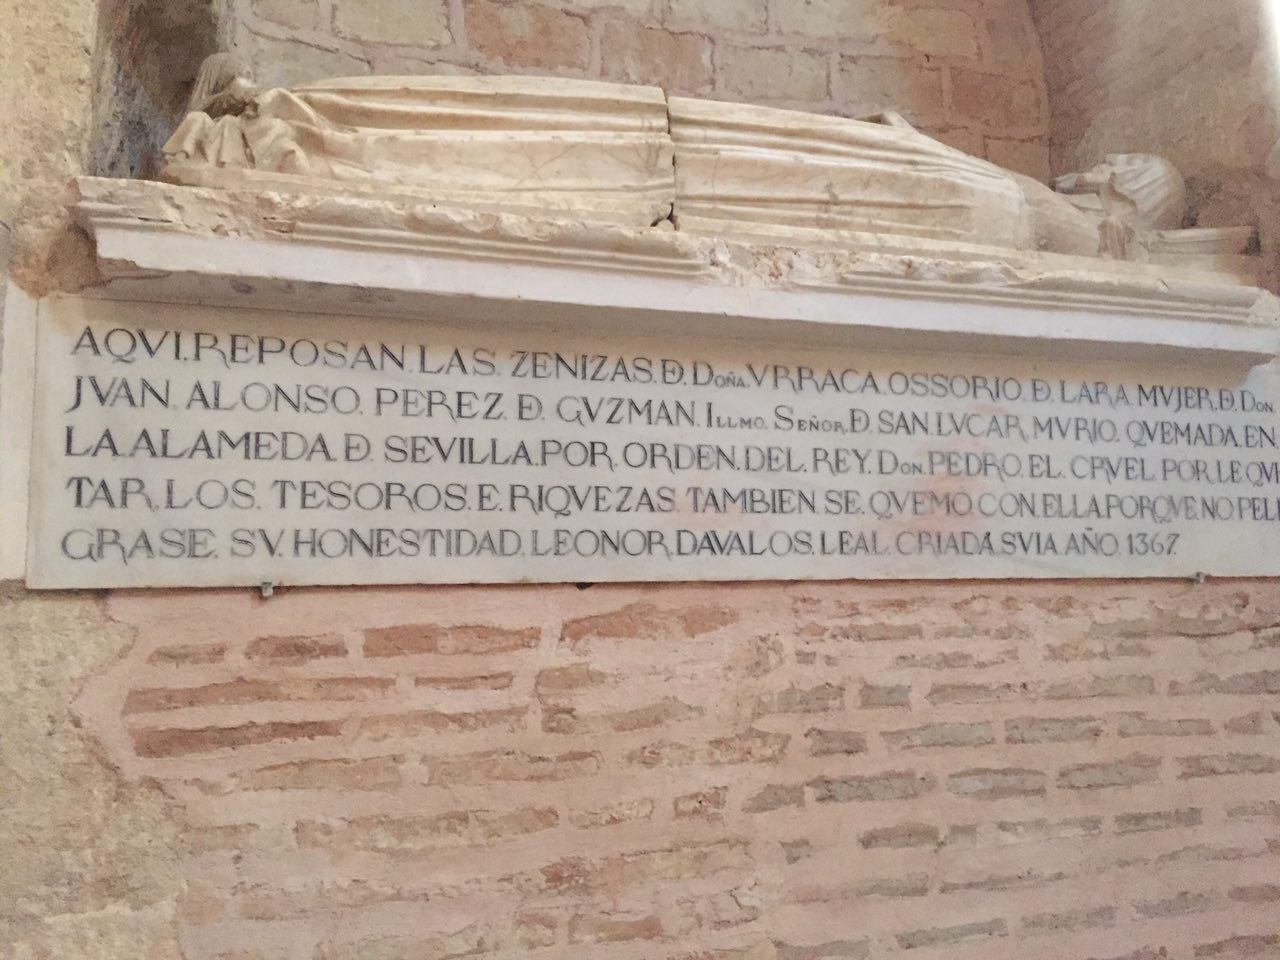 AQVI.REPOSAN.LAS.ZENIZAS.Đ.DOÑA.VRRACA.OSSORIO.Đ.LARA.MVJER.Đ.DON.
JVAN.ALONSO.PEREZ.Đ.GVZMAN.ILLMO.SEÑOR.Đ.SAN.LVCAR.MVRIO.QVEMADA.EN
LA.ALAMEDA.Đ.SEVILLA.POR.ORDEN.DEL.REY.DON.PEDRO.EL.CRVEL.POR.LE.QVI
TAR.LOS.TESOROS.E.RIQVEZAS.TAMBIEN.SE.QVEMO.CON.ELLA.PORQVE.NO.PELI
GRASE.SV.HONESTIDAD.LEONOR.DAVALOS.LEAL.CRIADA.SVIA.AÑO.1367.